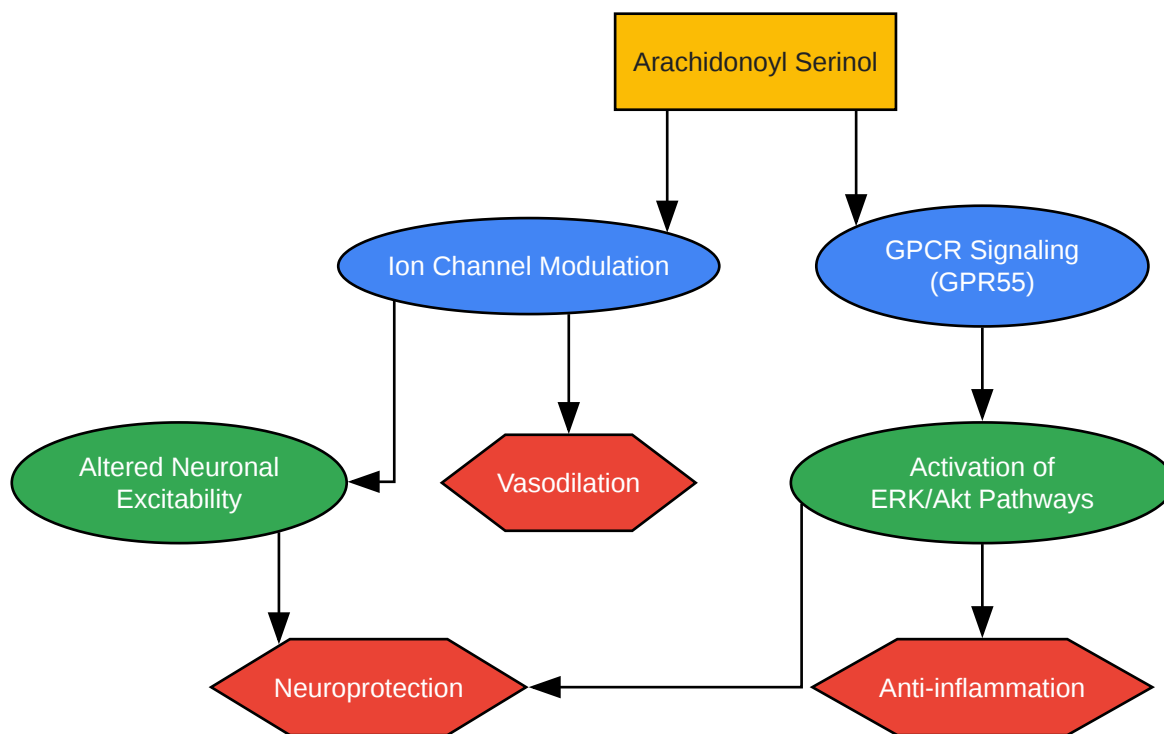 Arachidonoyl Serinol
Ion Channel Modulation
GPCR Signaling
(GPR55)
Altered Neuronal
Excitability
Vasodilation
Activation of
ERK/Akt Pathways
Neuroprotection
Anti-inflammation